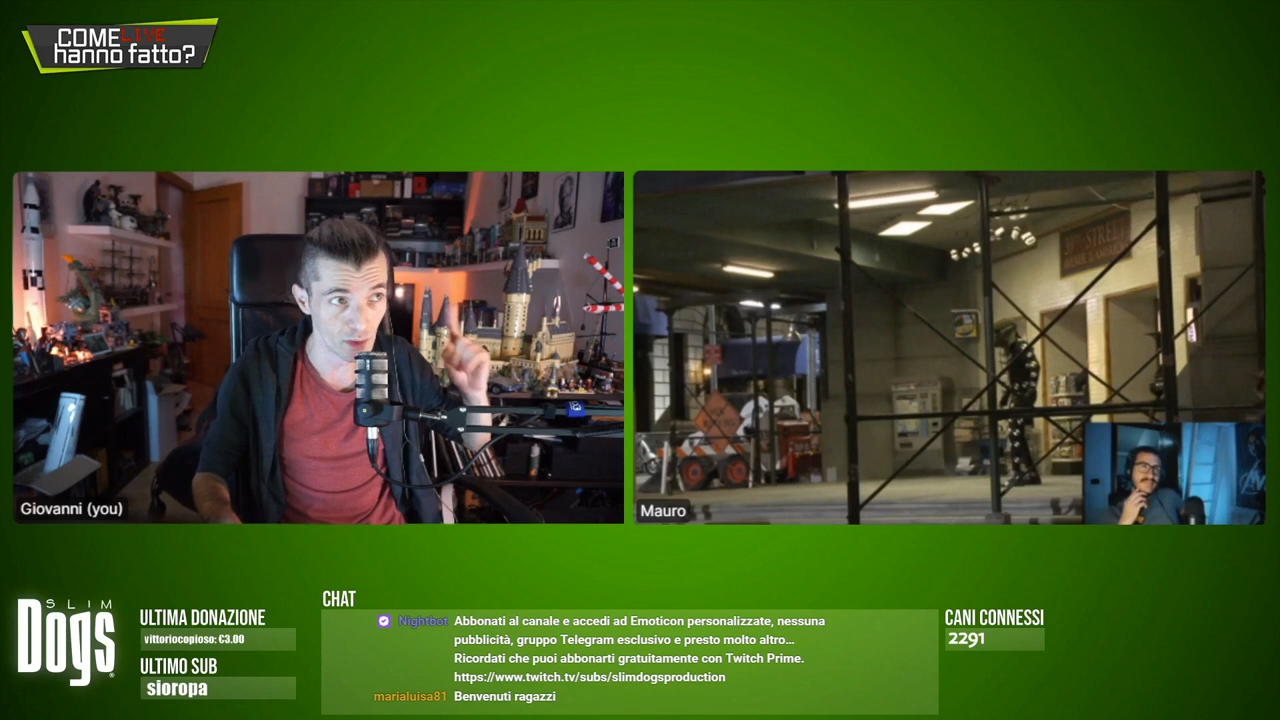 COME LIVE
hanno fatto?
39TH STREET
Giovanni (you)
Mauro
SLIM
Dogs
ULTIMA DONAZIONE
vittoriocopioso: €3.00
ULTIMO SUB
sioropa
CHAT
Nightbot Abbonati al canale e accedi ad Emoticon personalizzate, nessuna
pubblicità, gruppo Telegram esclusivo e presto molto altro...
Ricordati che puoi abbonarti gratuitamente con Twitch Prime.
https://www.twitch.tv/subs/slimdogsproduction
marialuisa81 Benvenuti ragazzi
CANI CONNESSI
2291